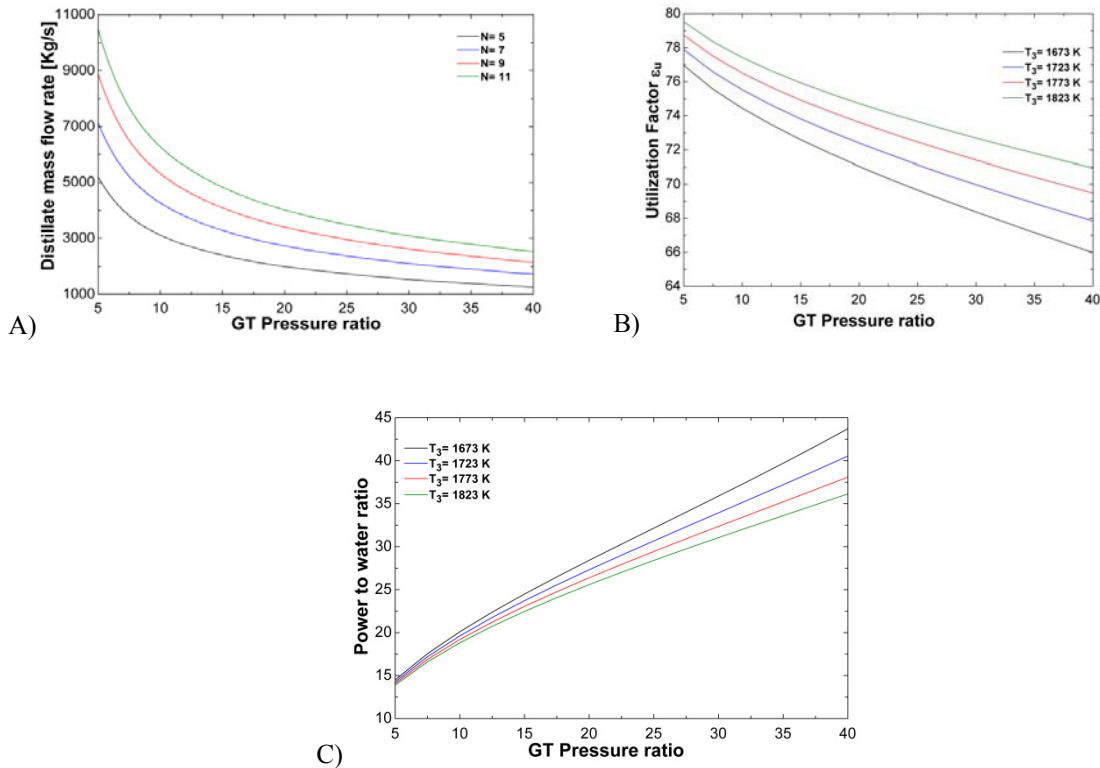 11000
9000
7000
5000
3000
1000
Distillate mass flow rate [Kg/s]
N= 5
N= 7
N= 9
N= 11
5 10 15 20 25 30 35 40
GT Pressure ratio
A)
80
78
76
74
72
70
68
66
64
Utilization Factor εu
T3= 1673 K
T3= 1723 K
T3= 1773 K
T3= 1823 K
5 10 15 20 25 30 35 40
GT Pressure ratio
B)
45
40
35
30
25
20
15
10
Power to water ratio
T3= 1673 K
T3= 1723 K
T3= 1773 K
T3= 1823 K
5 10 15 20 25 30 35 40
GT Pressure ratio
C)